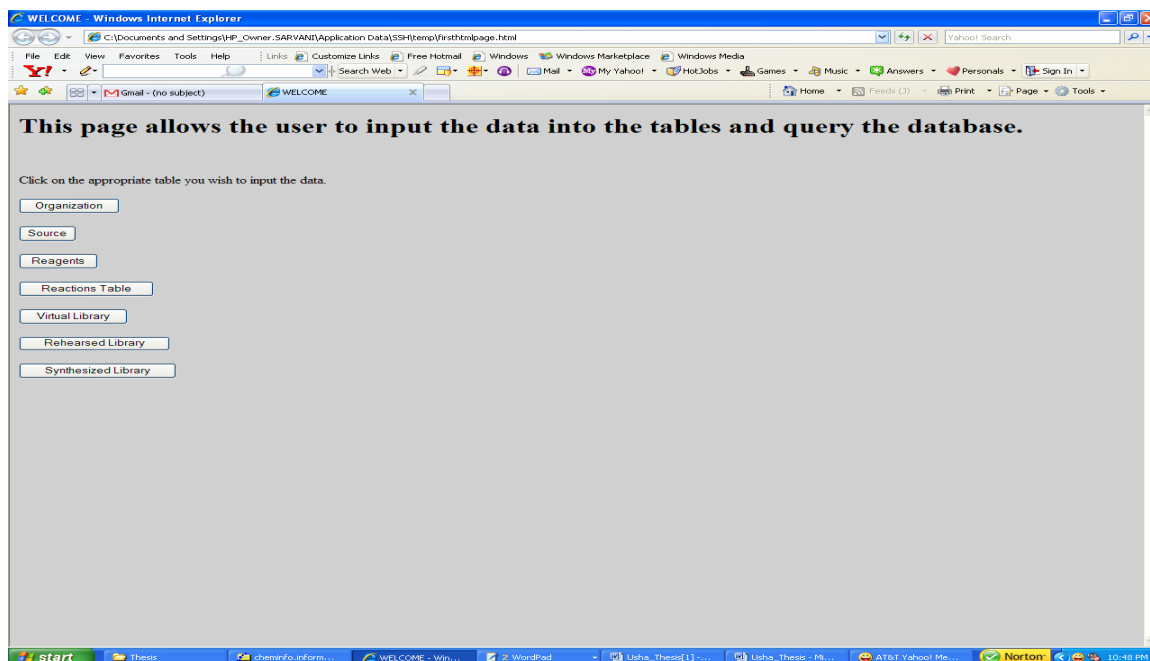 WELCOME - Windows Internet Explorer
C:\Documents and Settings\HP_Owner.SARVANI\Application Data\SSH\temp\firsthtmlpage.html Yahoo! Search
File Edit View Favorites Tools Help Links Customize Links Free Hotmail Windows Windows Marketplace Windows Media
Y! Search Web Mail My Yahoo! HotJobs Games Music Answers Personals Sign In
Gmail - (no subject) WELCOME Home Feeds (J) Print Page Tools
This page allows the user to input the data into the tables and query the database.
Click on the appropriate table you wish to input the data.
Organization
Source
Reagents
Reactions Table
Virtual Library
Rehearsed Library
Synthesized Library
start Thesis cheminfo.inform... WELCOME - Win... 2 WordPad Usha_Thesis[1] -... Usha_Thesis - Mi... AT&T Yahoo! Me... Norton 10:48 PM